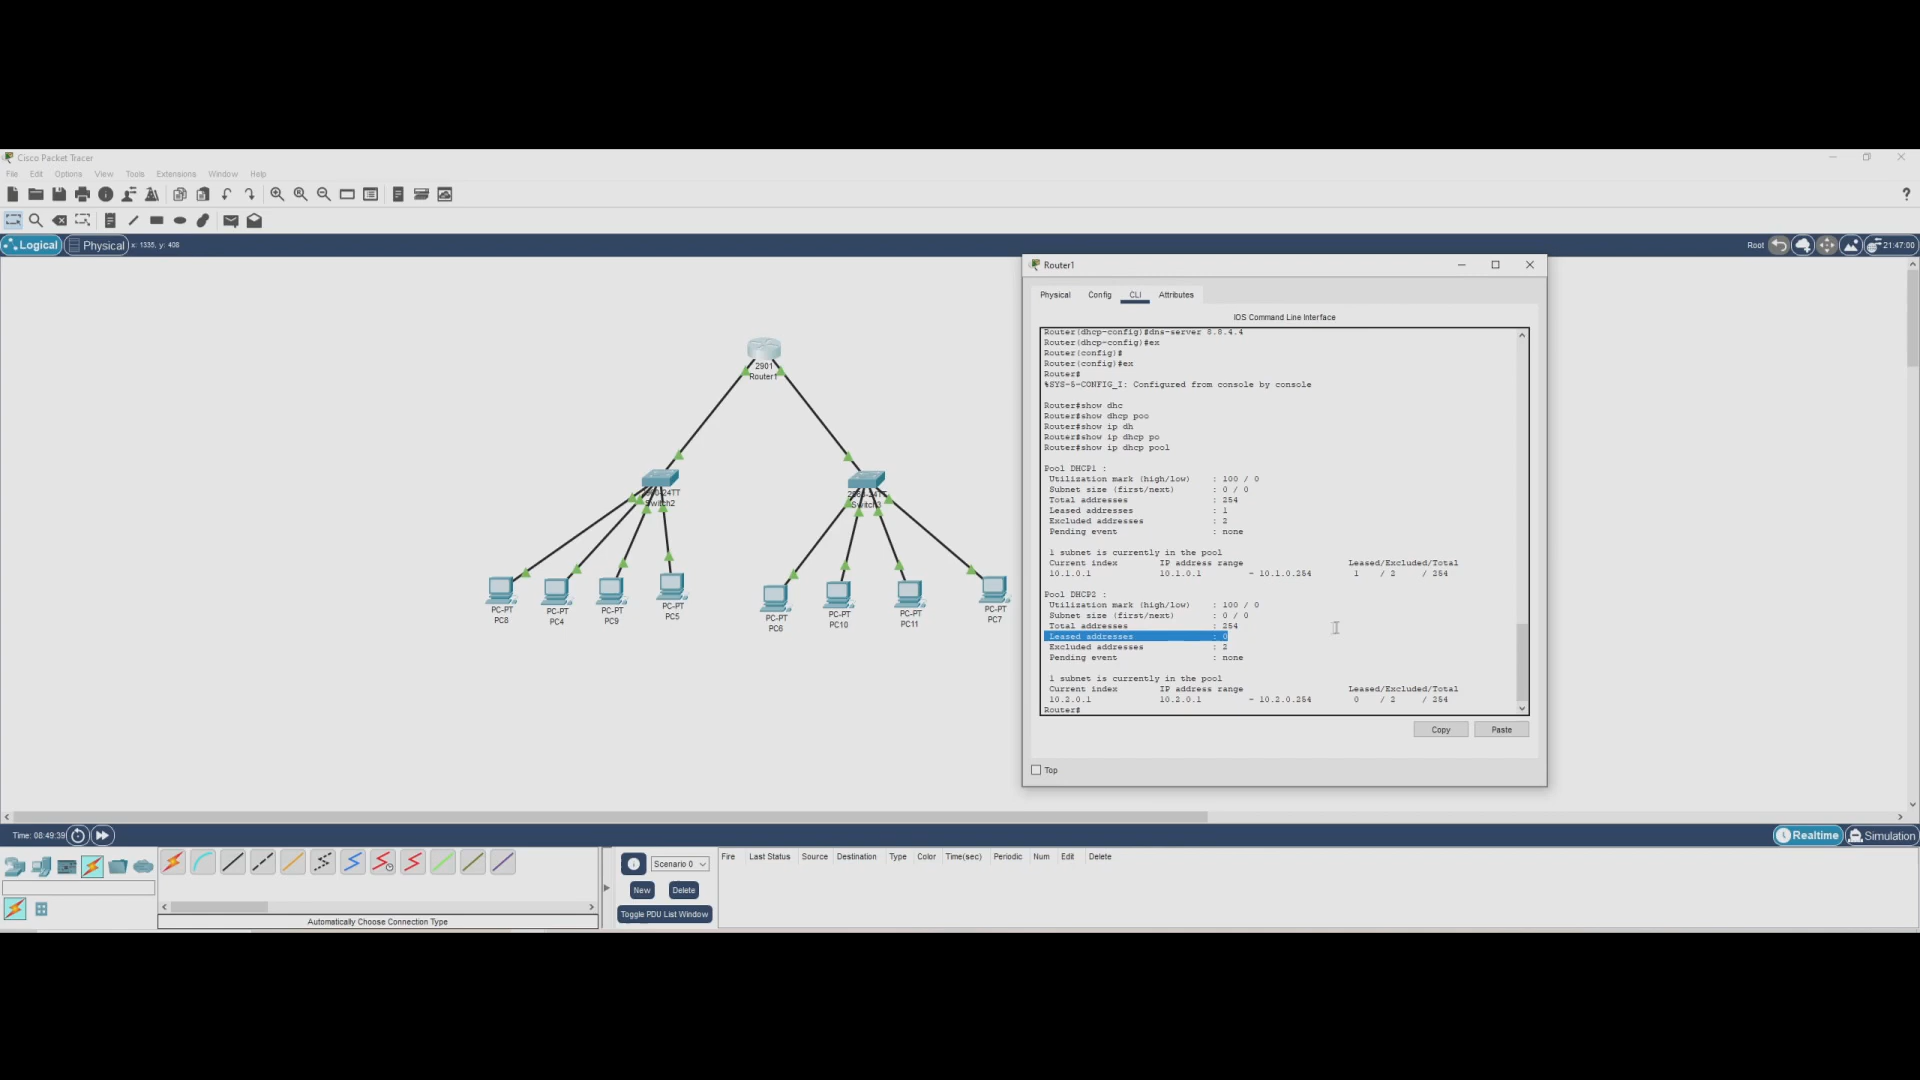 Cisco Packet Tracer
File Edit Options View Tools Extensions Window Help
Logical Physical x: 1335, y: 408
Root 21:47:00
Router1
Physical Config CLI Attributes
IOS Command Line Interface
Router(dhcp-config)#dns-server 8.8.4.4
Router(dhcp-config)#ex
Router(config)#
Router(config)#ex
Router#
%SYS-5-CONFIG_I: Configured from console by console
Router#show dhc
Router#show dhcp poo
Router#show ip dh
Router#show ip dhcp po
Router#show ip dhcp pool
Pool DHCP1 :
Utilization mark (high/low) : 100 / 0
Subnet size (first/next) : 0 / 0
Total addresses : 254
Leased addresses : 1
Excluded addresses : 2
Pending event : none
1 subnet is currently in the pool
Current index IP address range Leased/Excluded/Total
10.1.0.1 10.1.0.1 - 10.1.0.254 1 / 2 / 254
Pool DHCP2 :
Utilization mark (high/low) : 100 / 0
Subnet size (first/next) : 0 / 0
Total addresses : 254
Leased addresses : 0
Excluded addresses : 2
Pending event : none
1 subnet is currently in the pool
Current index IP address range Leased/Excluded/Total
10.2.0.1 10.2.0.1 - 10.2.0.254 0 / 2 / 254
Router#
Copy Paste
Top
2901
Router1
Switch2
Switch3
PC-PT
PC8
PC-PT
PC4
PC-PT
PC9
PC-PT
PC5
PC-PT
PC6
PC-PT
PC10
PC-PT
PC11
PC-PT
PC7
Time: 08:49:39
Realtime Simulation
Scenario 0
New Delete
Toggle PDU List Window
Fire Last Status Source Destination Type Color Time(sec) Periodic Num Edit Delete
Automatically Choose Connection Type